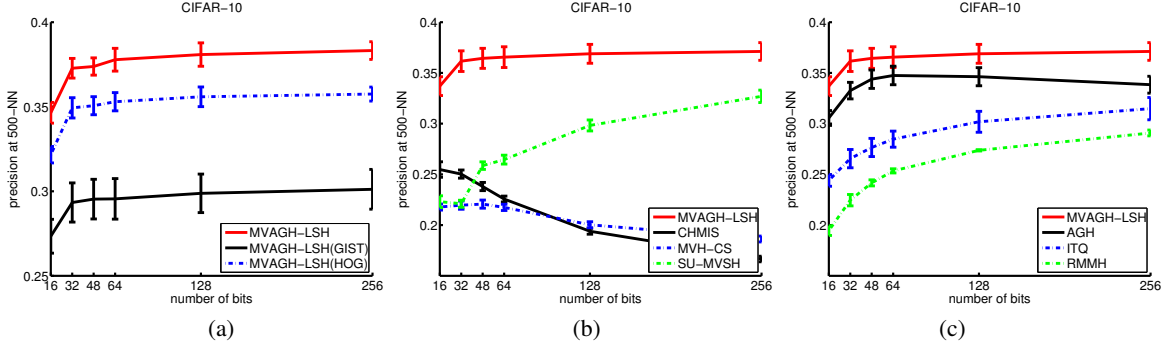 CIFAR−10
0.4
0.35
0.3
0.25
precision at 500−NN
16 32 48 64 128 256
number of bits
MVAGH−LSH
MVAGH−LSH(GIST)
MVAGH−LSH(HOG)
(a)
CIFAR−10
0.4
0.35
0.3
0.25
0.2
precision at 500−NN
16 32 48 64 128 256
number of bits
MVAGH−LSH
CHMIS
MVH−CS
SU−MVSH
(b)
CIFAR−10
0.4
0.35
0.3
0.25
0.2
precision at 500−NN
16 32 48 64 128 256
number of bits
MVAGH−LSH
AGH
ITQ
RMMH
(c)